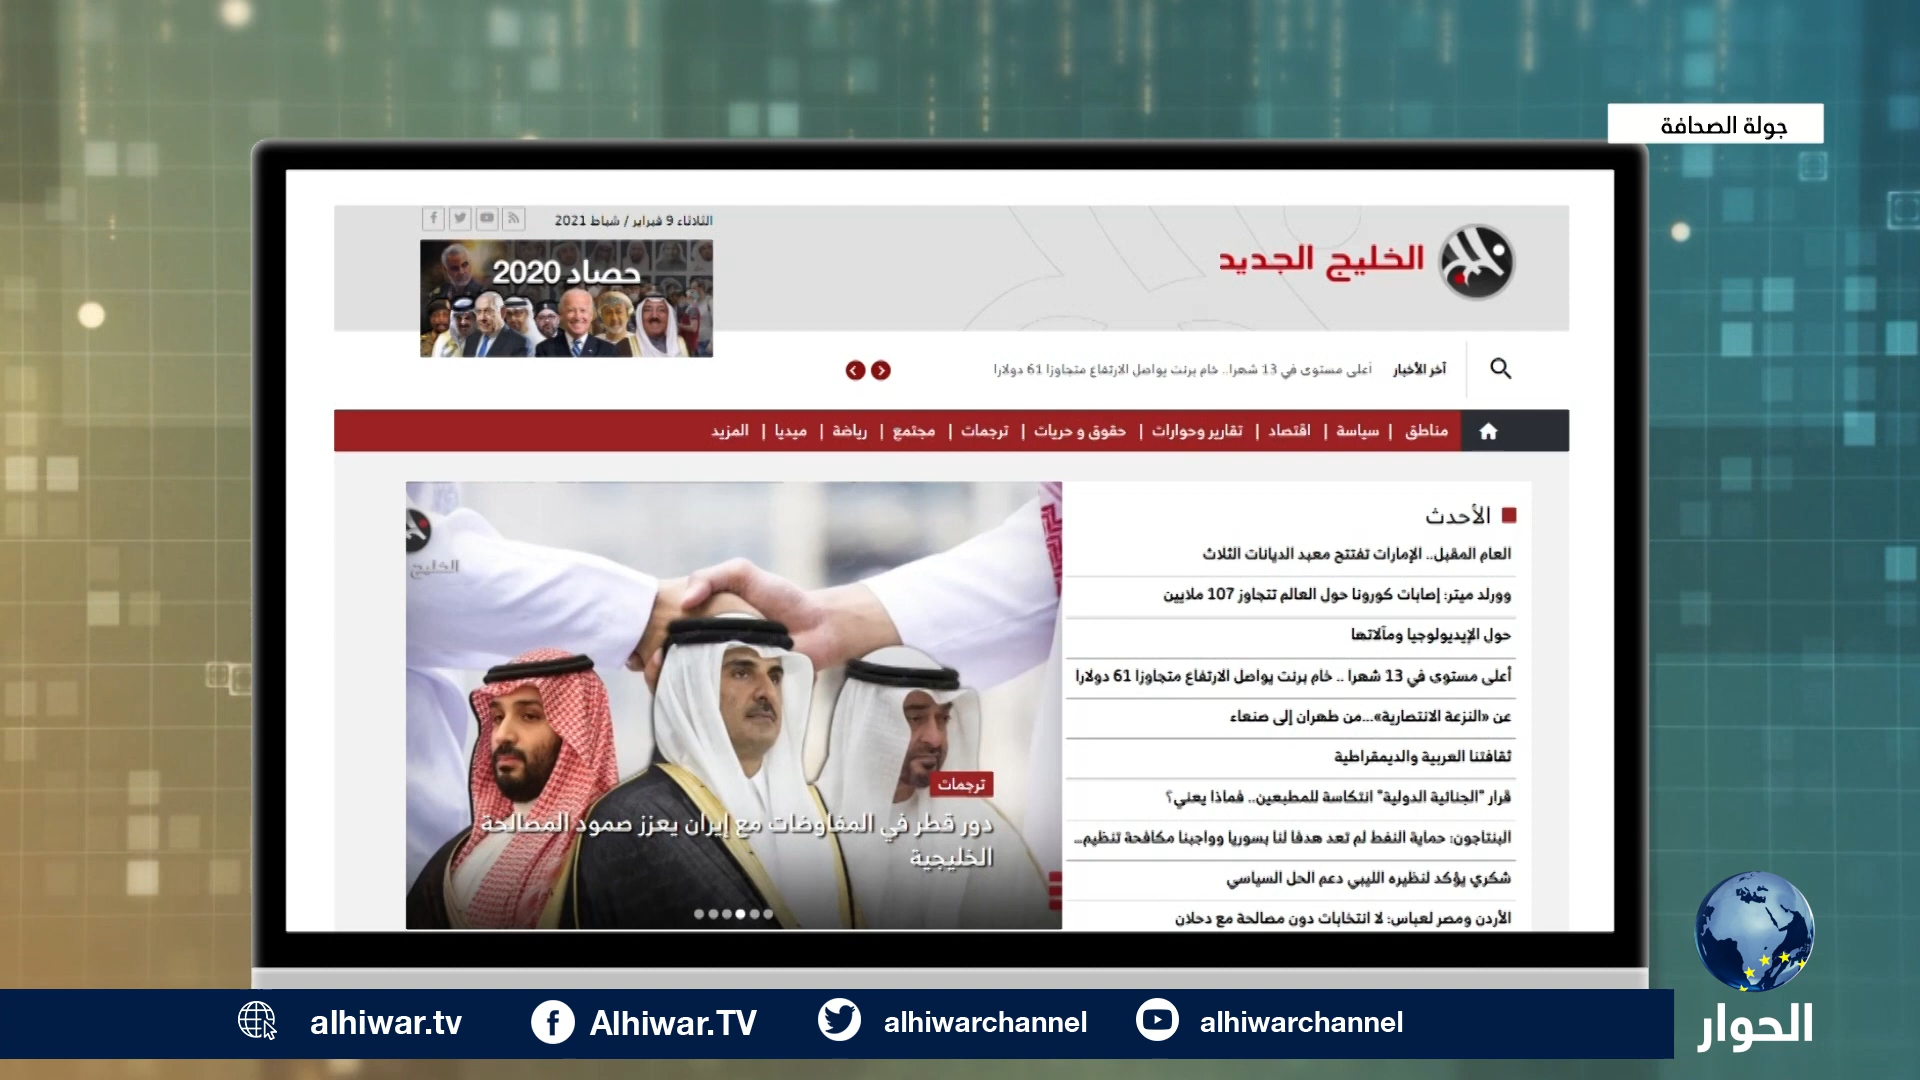 جولة الصحافة
الثلاثاء 9 فبراير / شباط 2021
حصاد 2020
الخليج الجديد
آخر الأخبار
أعلى مستوى في 13 شهرا.. خام برنت يواصل الارتفاع متجاوزا 61 دولارا
مناطق | سياسة | اقتصاد | تقارير وحوارات | حقوق و حريات | ترجمات | مجتمع | رياضة | ميديا | المزيد
الأحدث
العام المقبل.. الإمارات تفتتح معبد الديانات الثلاث
وورلد ميتر: إصابات كورونا حول العالم تتجاوز 107 ملايين
حول الإيديولوجيا ومآلاتها
أعلى مستوى في 13 شهرا .. خام برنت يواصل الارتفاع متجاوزا 61 دولارا
عن «النزعة الانتصارية»...من طهران إلى صنعاء
ثقافتنا العربية والديمقراطية
قرار "الجنائية الدولية" انتكاسة للمطبعين.. فماذا يعني؟
البنتاجون: حماية النفط لم تعد هدفا لنا بسوريا وواجبنا مكافحة تنظيم...
شكري يؤكد لنظيره الليبي دعم الحل السياسي
الأردن ومصر لعباس: لا انتخابات دون مصالحة مع دحلان
الخليج
ترجمات
دور قطر في المفاوضات مع إيران يعزز صمود المصالحة
الخليجية
alhiwar.tv
Alhiwar.TV
alhiwarchannel
alhiwarchannel
الحوار